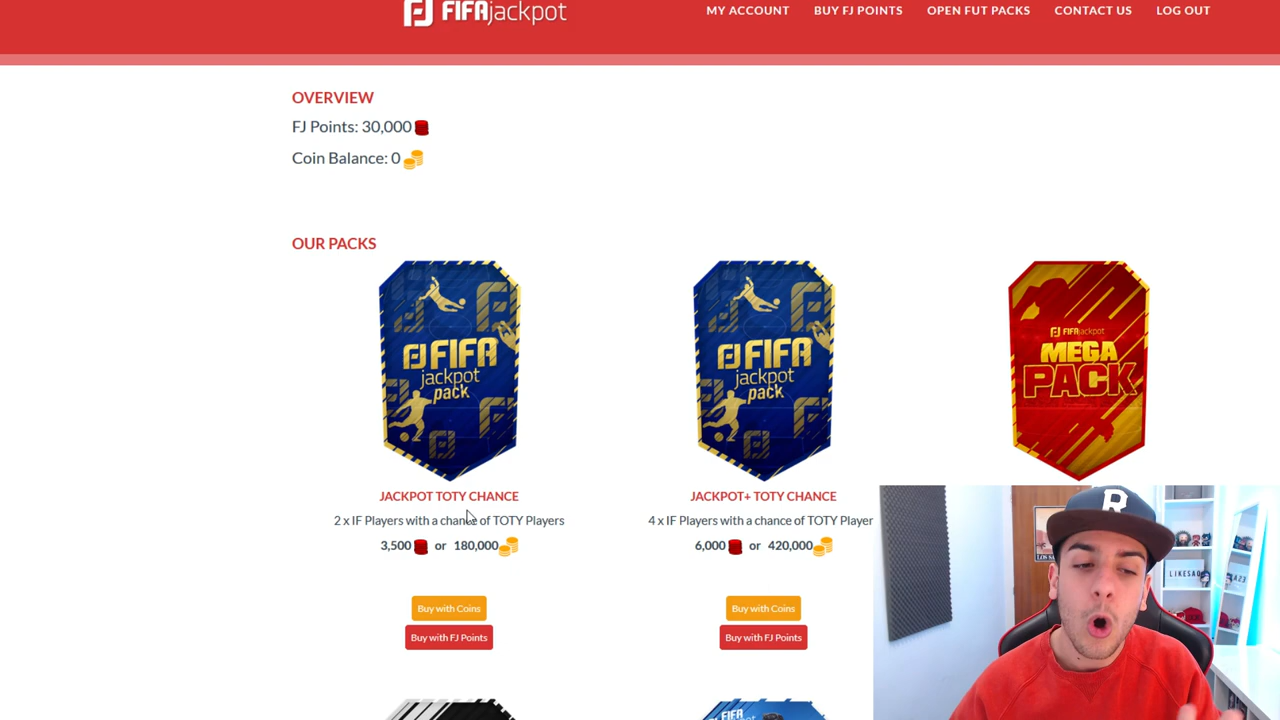 FIFAjackpot
MY ACCOUNT BUY FJ POINTS OPEN FUT PACKS CONTACT US LOG OUT
OVERVIEW
FJ Points: 30,000
Coin Balance: 0
OUR PACKS
FIFA
jackpot
pack
FIFA
jackpot
pack
FIFAjackpot
MEGA
PACK
JACKPOT TOTY CHANCE
2 x IF Players with a chance of TOTY Players
3,500 or 180,000
Buy with Coins
Buy with FJ Points
JACKPOT+ TOTY CHANCE
4 x IF Players with a chance of TOTY Player
6,000 or 420,000
Buy with Coins
Buy with FJ Points
FIFA
R
LIKESAD